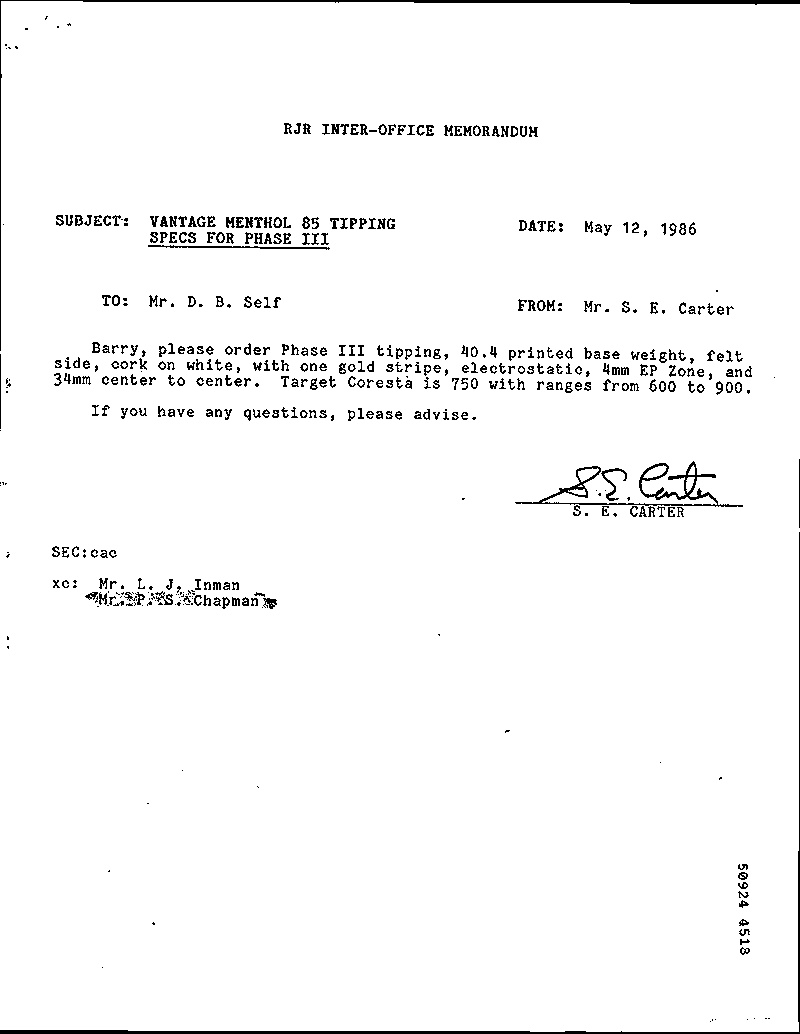 RJR INTER-OFFICE MEMORANDUM
SUBJECT: VANTAGE MENTHOL 85 TIPPING
SPECS FOR PHASE III
DATE: May 12, 1986
TO: Mr. D. B. Self
FROM: Mr. S. E. Carter
Barry, please order Phase III tipping, 40.4 printed base weight, felt
side, cork on white, with one gold stripe, electrostatic, 4mm EP Zone, and
34mm center to center. Target Coresta is 750 with ranges from 600 to 900.
If you have any questions, please advise.
S.E. Carter
S. E. CARTER
SEC:cac
xc: Mr. L. J. Inman
Mr. P. S. Chapman
50924 4518